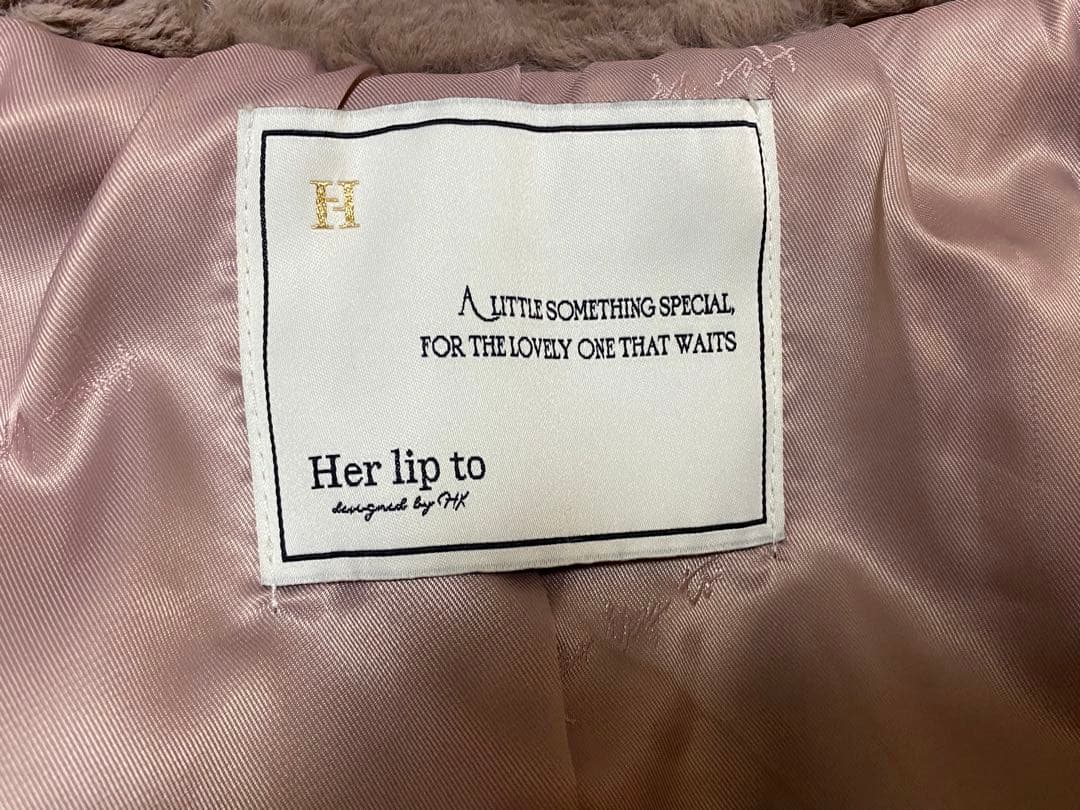 H
A LITTLE SOMETHING SPECIAL,
FOR THE LOVELY ONE THAT WAITS
Her lip to
designed by HK